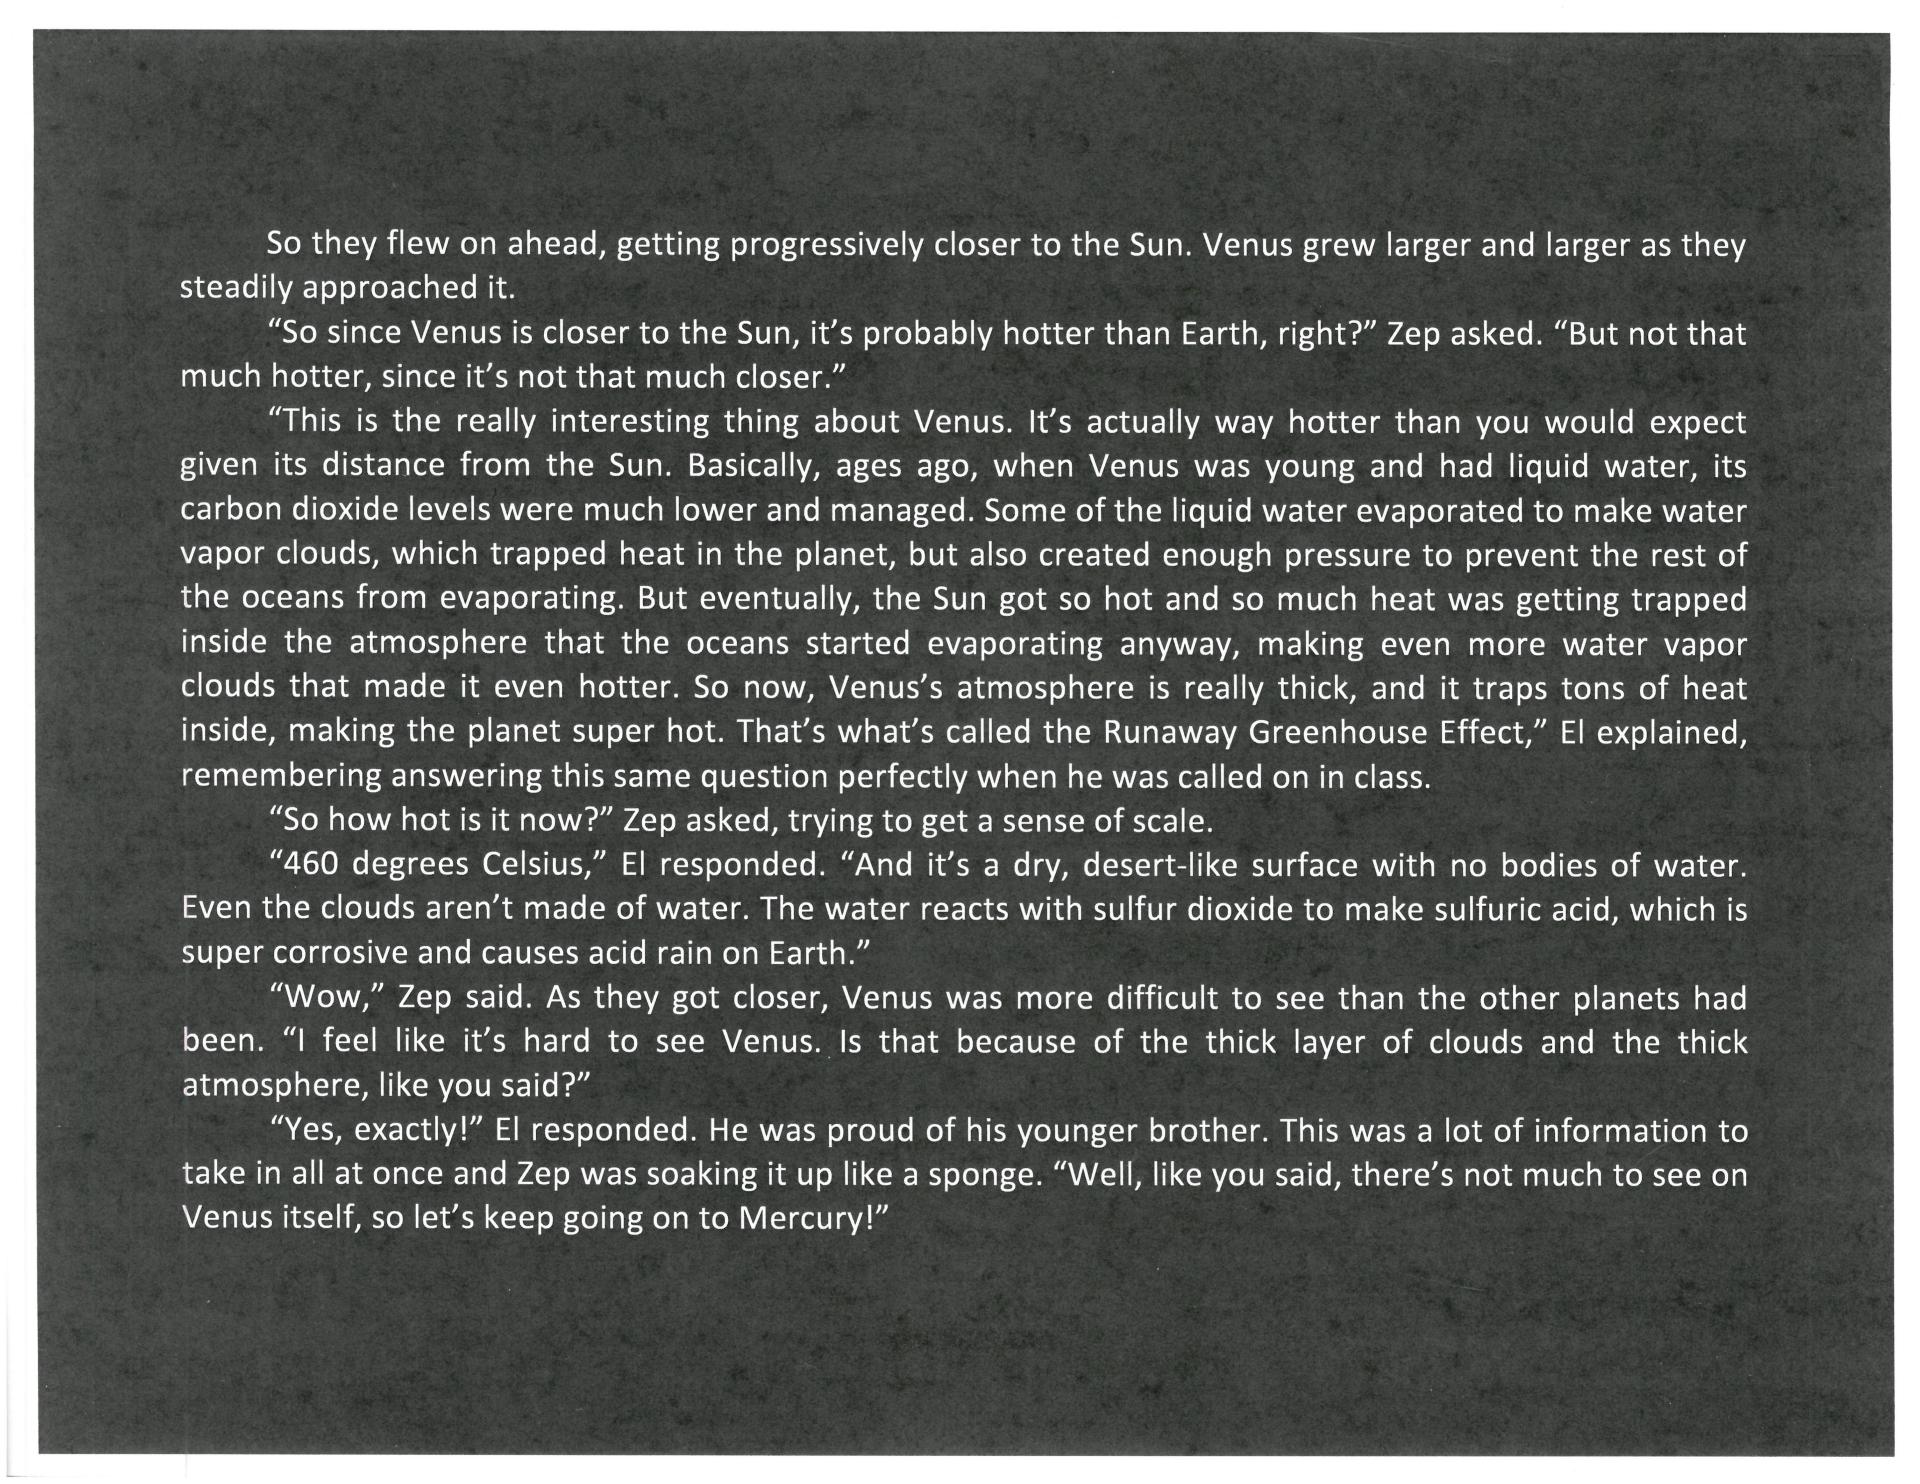 So they flew on ahead, getting progressively closer to the Sun. Venus grew larger and larger as they
steadily approached it.
“So since Venus is closer to the Sun, it’s probably hotter than Earth, right?” Zep asked. “But not that
much hotter, since it’s not that much closer.”
“This is the really interesting thing about Venus. It’s actually way hotter than you would expect
given its distance from the Sun. Basically, ages ago, when Venus was young and had liquid water, its
carbon dioxide levels were much lower and managed. Some of the liquid water evaporated to make water
vapor clouds, which trapped heat in the planet, but also created enough pressure to prevent the rest of
the oceans from evaporating. But eventually, the Sun got so hot and so much heat was getting trapped
inside the atmosphere that the oceans started evaporating anyway, making even more water vapor
clouds that made it even hotter. So now, Venus’s atmosphere is really thick, and it traps tons of heat
inside, making the planet super hot. That’s what’s called the Runaway Greenhouse Effect,” El explained,
remembering answering this same question perfectly when he was called on in class.
“So how hot is it now?” Zep asked, trying to get a sense of scale.
“460 degrees Celsius,” El responded. “And it’s a dry, desert-like surface with no bodies of water.
Even the clouds aren’t made of water. The water reacts with sulfur dioxide to make sulfuric acid, which is
super corrosive and causes acid rain on Earth.”
“Wow,” Zep said. As they got closer, Venus was more difficult to see than the other planets had
been. “I feel like it’s hard to see Venus. Is that because of the thick layer of clouds and the thick
atmosphere, like you said?”
“Yes, exactly!” El responded. He was proud of his younger brother. This was a lot of information to
take in all at once and Zep was soaking it up like a sponge. “Well, like you said, there’s not much to see on
Venus itself, so let’s keep going on to Mercury!”